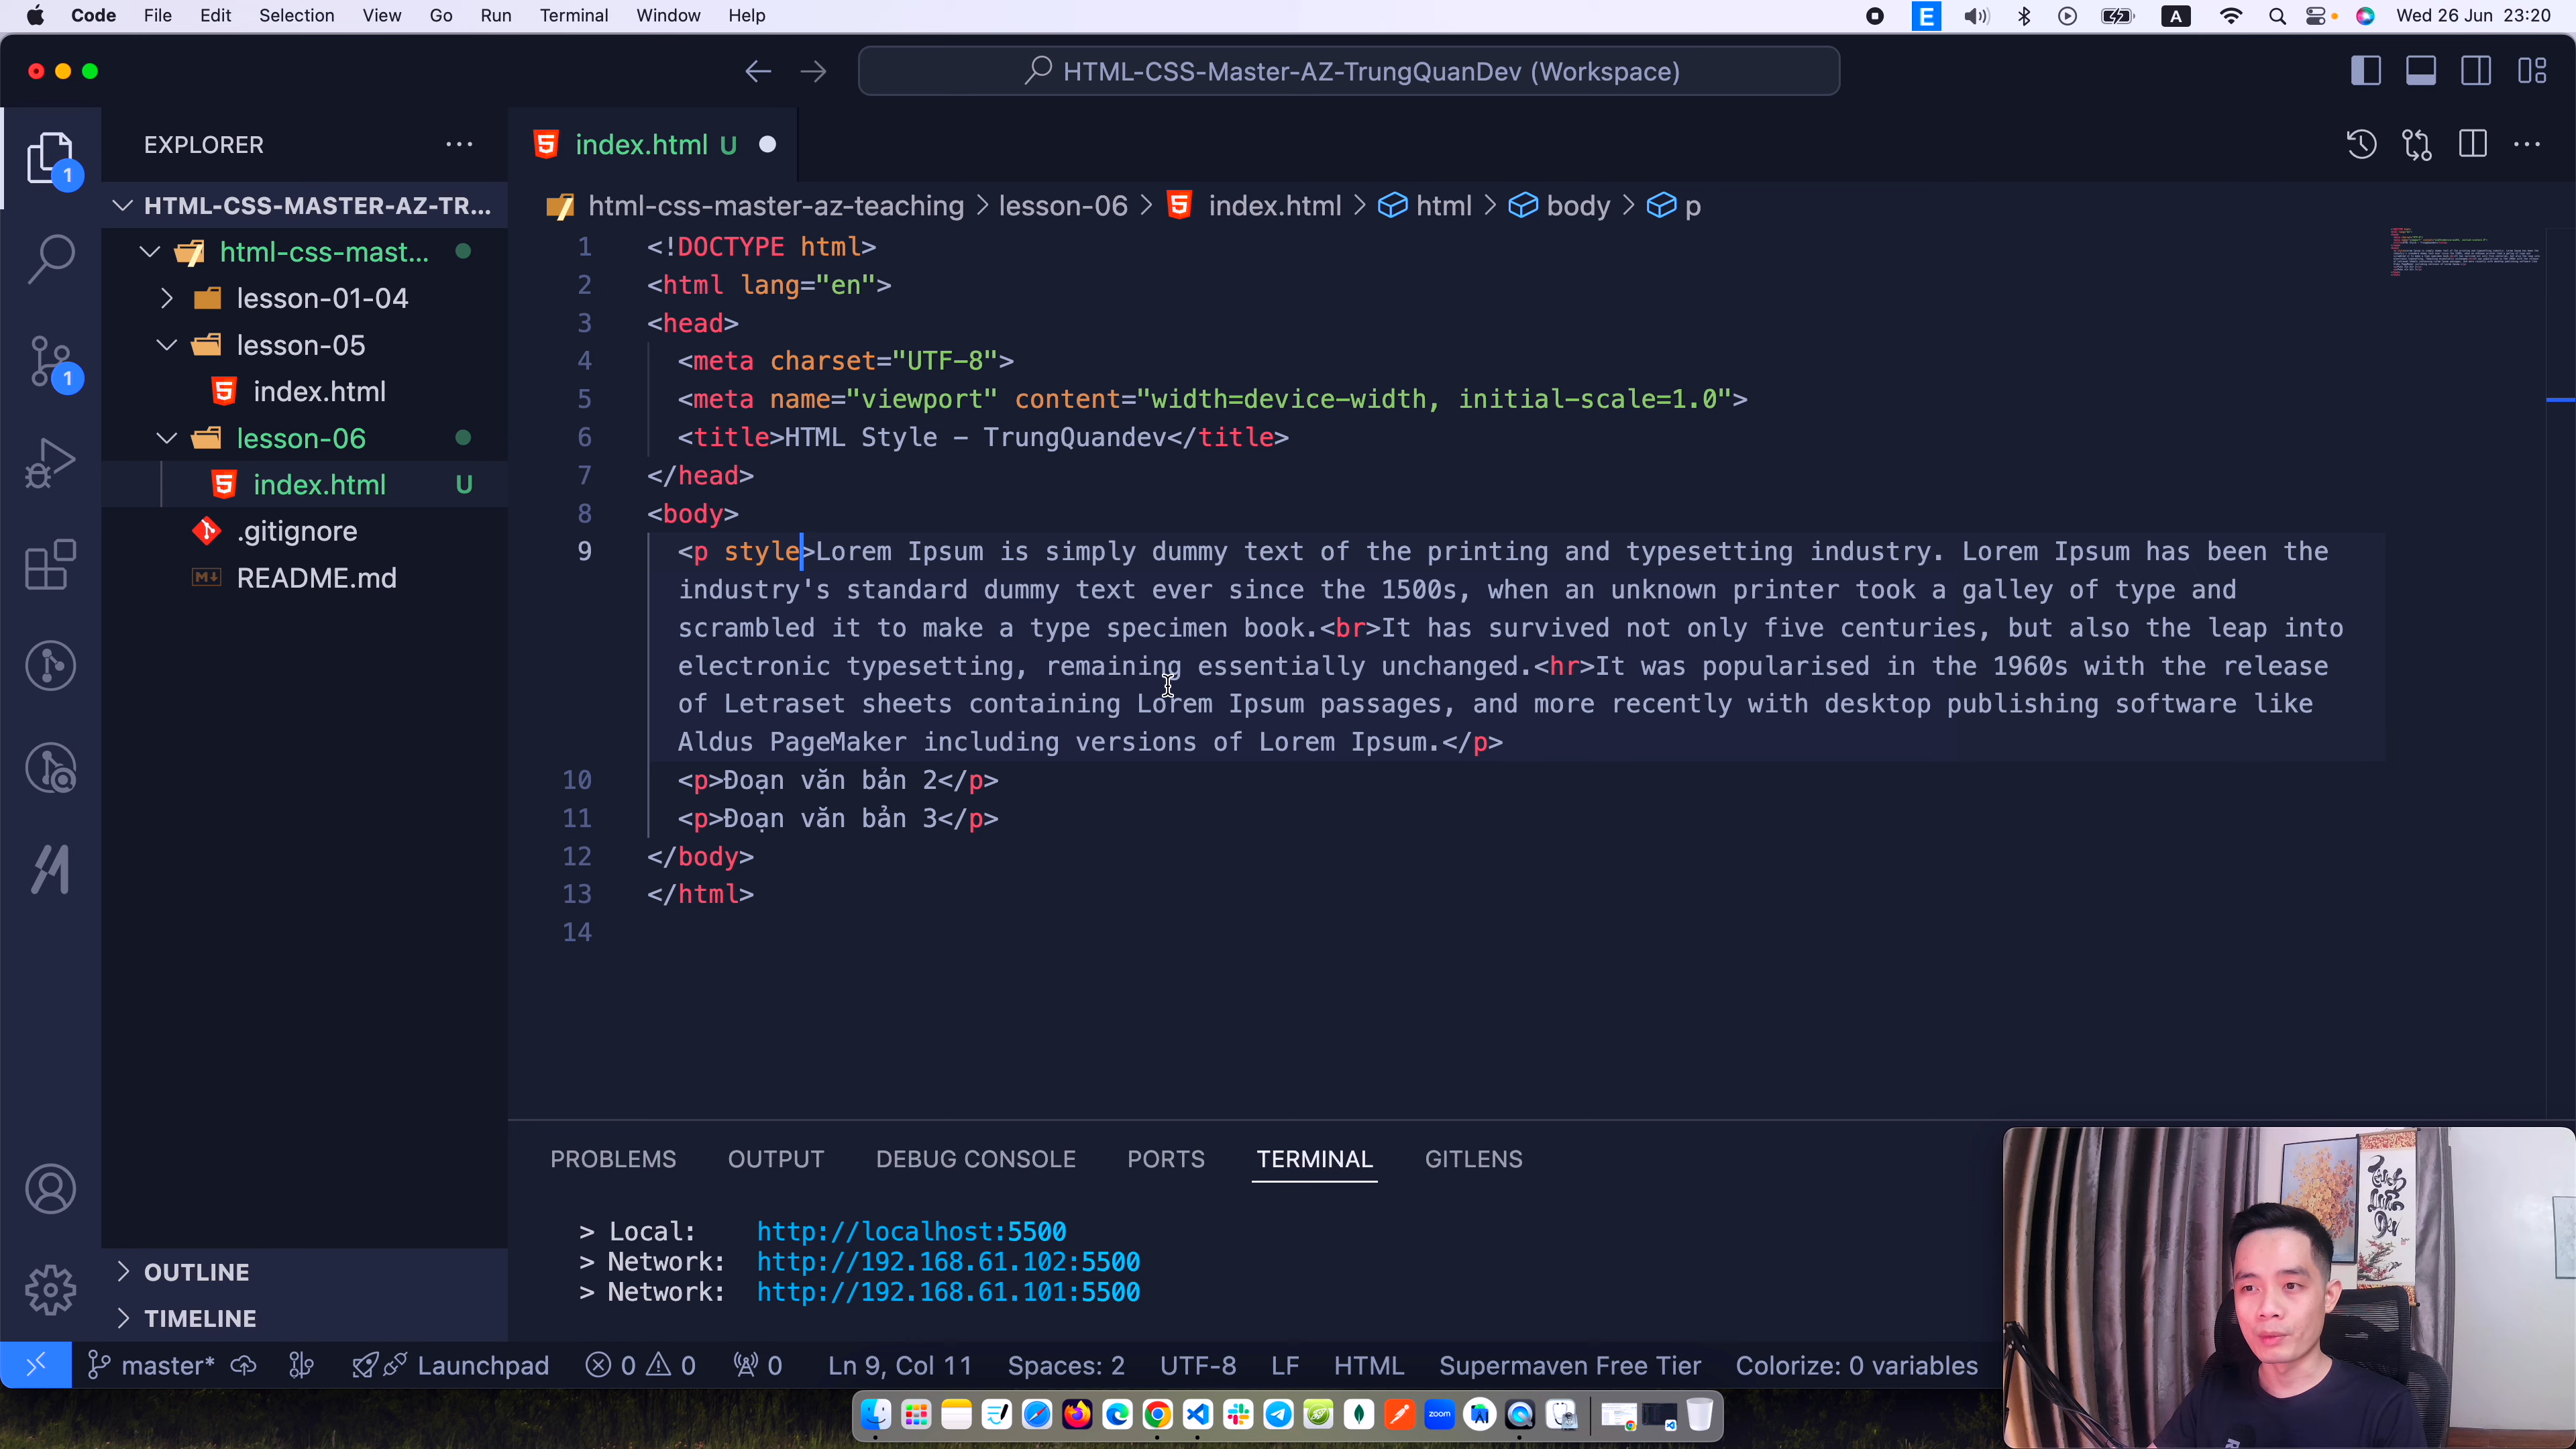 Code File Edit Selection View Go Run Terminal Window Help E A Wed 26 Jun 23:20
HTML-CSS-Master-AZ-TrungQuanDev (Workspace)
EXPLORER
index.html U
1
HTML-CSS-MASTER-AZ-TR...
html-css-master-az-teaching > lesson-06 > index.html > html > body > p
html-css-mast...
lesson-01-04
lesson-05
index.html
lesson-06
index.html U
.gitignore
README.md
1
1 <!DOCTYPE html>
2 <html lang="en">
3 <head>
4 <meta charset="UTF-8">
5 <meta name="viewport" content="width=device-width, initial-scale=1.0">
6 <title>HTML Style - TrungQuandev</title>
7 </head>
8 <body>
9 <p style>Lorem Ipsum is simply dummy text of the printing and typesetting industry. Lorem Ipsum has been the
industry's standard dummy text ever since the 1500s, when an unknown printer took a galley of type and
scrambled it to make a type specimen book.<br>It has survived not only five centuries, but also the leap into
electronic typesetting, remaining essentially unchanged.<hr>It was popularised in the 1960s with the release
of Letraset sheets containing Lorem Ipsum passages, and more recently with desktop publishing software like
Aldus PageMaker including versions of Lorem Ipsum.</p>
10 <p>Đoạn văn bản 2</p>
11 <p>Đoạn văn bản 3</p>
12 </body>
13 </html>
14
PROBLEMS OUTPUT DEBUG CONSOLE PORTS TERMINAL GITLENS
> Local: http://localhost:5500
> Network: http://192.168.61.102:5500
> Network: http://192.168.61.101:5500
OUTLINE
TIMELINE
master* Launchpad 0 0 0 Ln 9, Col 11 Spaces: 2 UTF-8 LF HTML Supermaven Free Tier Colorize: 0 variables
zoom